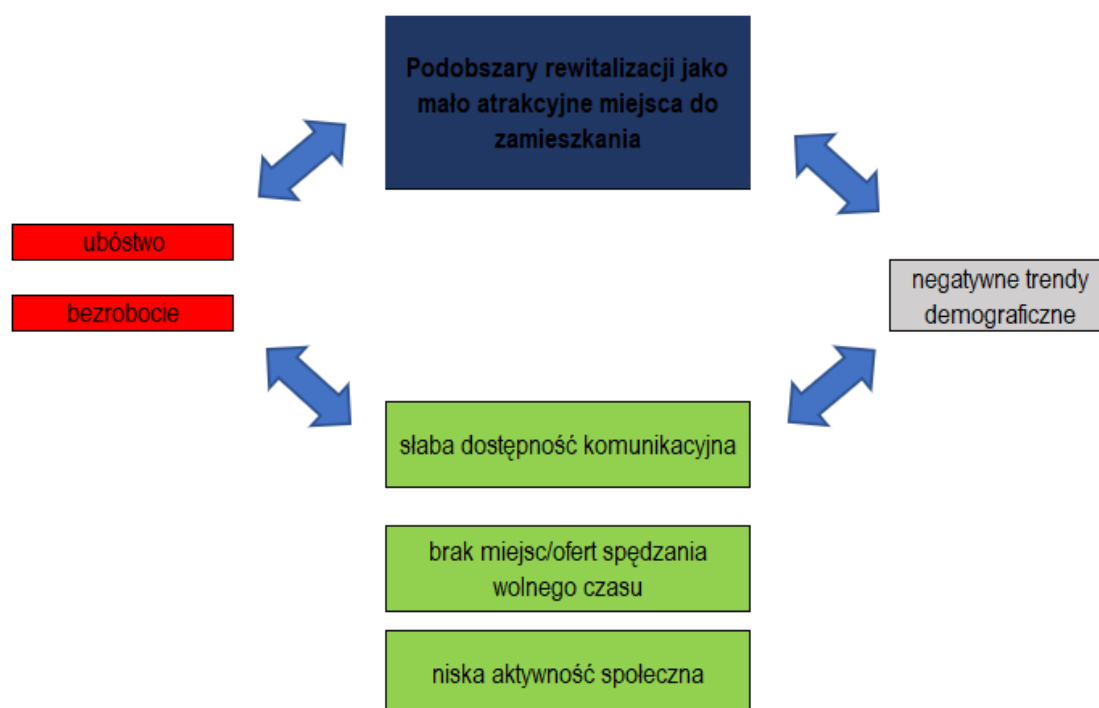 Podobszary rewitalizacji jako
mało atrakcyjne miejsca do
zamieszkania
ubóstwo
bezrobocie
negatywne trendy
demograficzne
słaba dostępność komunikacyjna
brak miejsc/ofert spędzania
wolnego czasu
niska aktywność społeczna